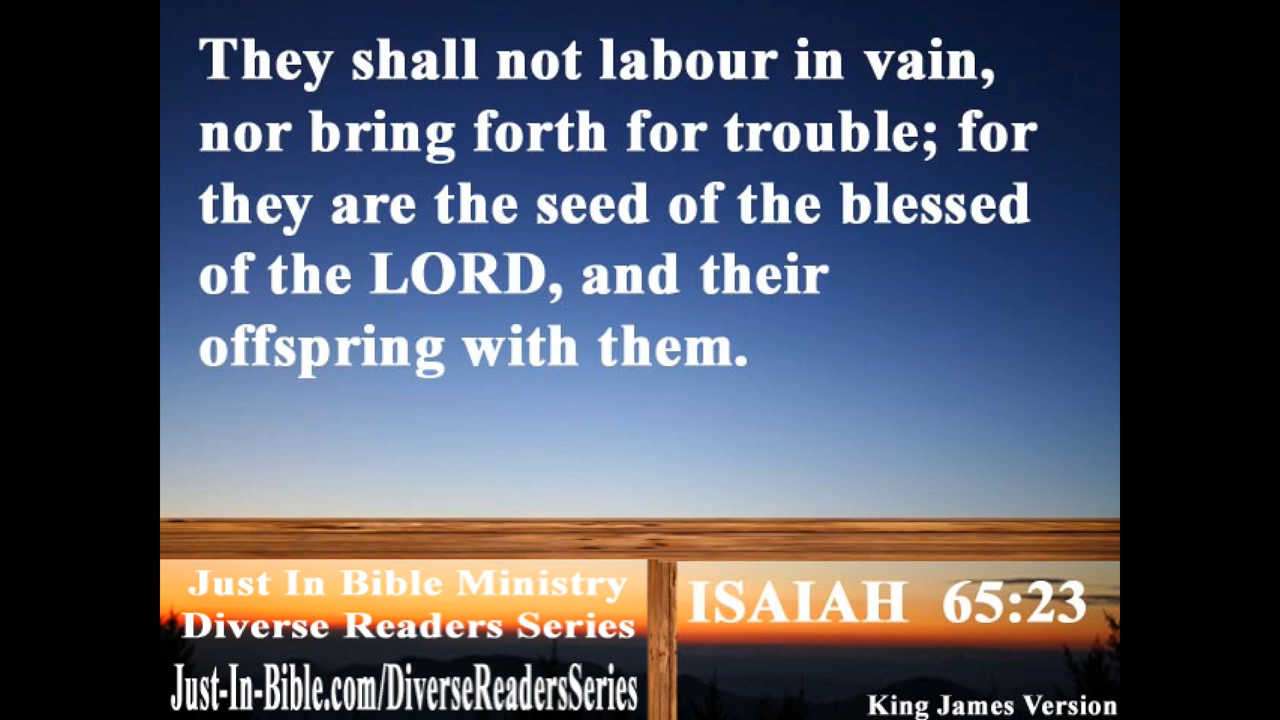 They shall not labour in vain,
nor bring forth for trouble; for
they are the seed of the blessed
of the LORD, and their
offspring with them.
Just In Bible Ministry
Diverse Readers Series
Just-In-Bible.com/DiverseReadersSeries
ISAIAH 65:23
King James Version